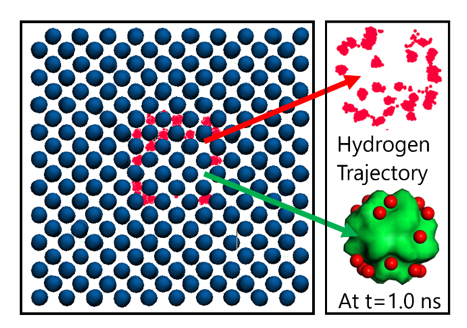 Hydrogen
Trajectory
At t=1.0 ns